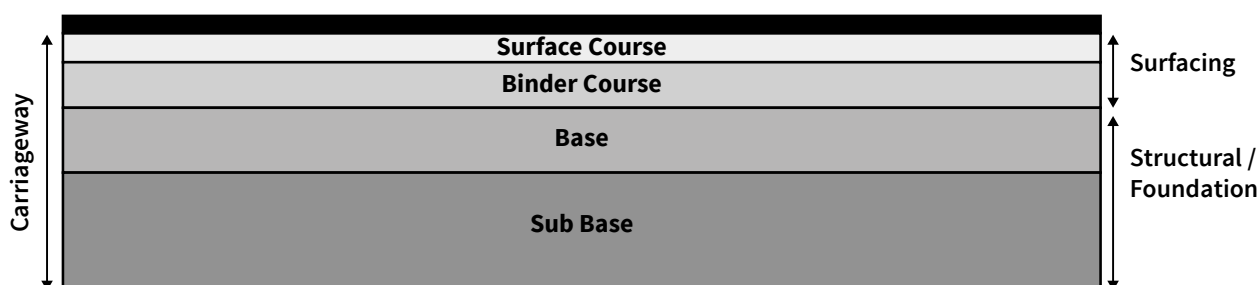 Surface Course
Surfacing
Binder Course
Carriageway
Base
Structural /
Foundation
Sub Base